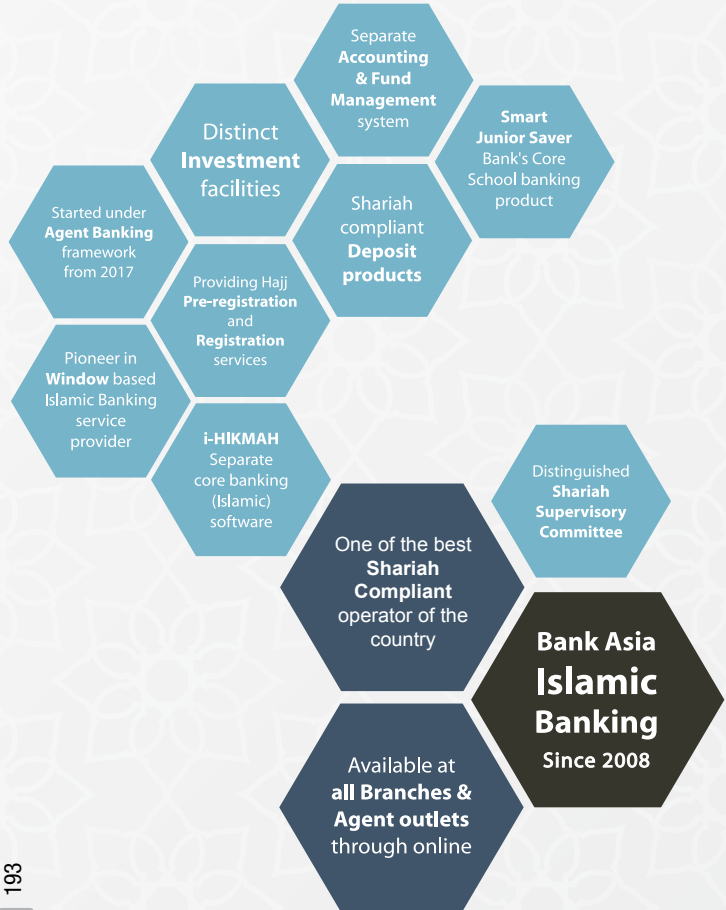 Separate
Accounting
& Fund
Management
system
Smart
Junior Saver
Bank's Core
School banking
product
Distinct
Investment
facilities
Shariah
compliant
Deposit
products
Started under
Agent Banking
framework
from 2017
Providing Hajj
Pre-registration
and
Registration
services
Pioneer in
Window based
Islamic Banking
service
provider
i-HIKMAH
Separate
core banking
(Islamic)
software
Distinguished
Shariah
Supervisory
Committee
One of the best
Shariah
Compliant
operator of the
country
Bank Asia
Islamic
Banking
Since 2008
Available at
all Branches &
Agent outlets
through online
193